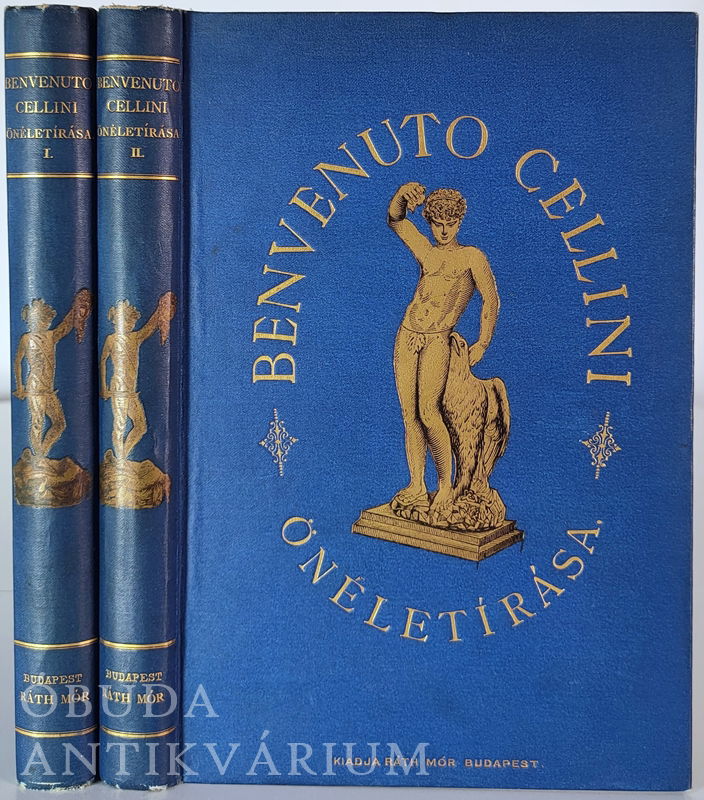 BENVENUTO
CELLINI
ÖNÉLETÍRÁSA
I.
BUDAPEST
RÁTH MÓR
BENVENUTO
CELLINI
ÖNÉLETÍRÁSA
II.
BUDAPEST
RÁTH MÓR
BENVENUTO CELLINI
ÖNÉLETÍRÁSA.
KIADJA RÁTH MÓR BUDAPEST.
ÓBUDA
ANTIKVÁRIUM